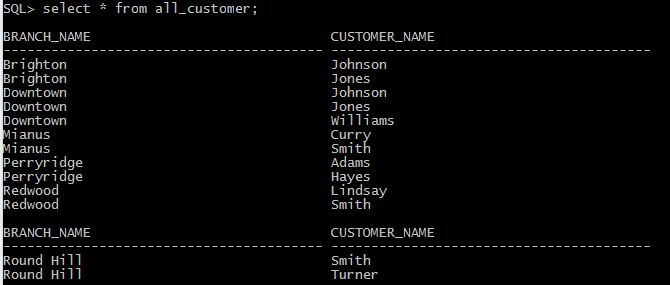 SQL> select * from all_customer;
BRANCH_NAME CUSTOMER_NAME
---------------------------------------- ----------------------------------------
Brighton Johnson
Brighton Jones
Downtown Johnson
Downtown Jones
Downtown Williams
Mianus Curry
Mianus Smith
Perryridge Adams
Perryridge Hayes
Redwood Lindsay
Redwood Smith
BRANCH_NAME CUSTOMER_NAME
---------------------------------------- ----------------------------------------
Round Hill Smith
Round Hill Turner